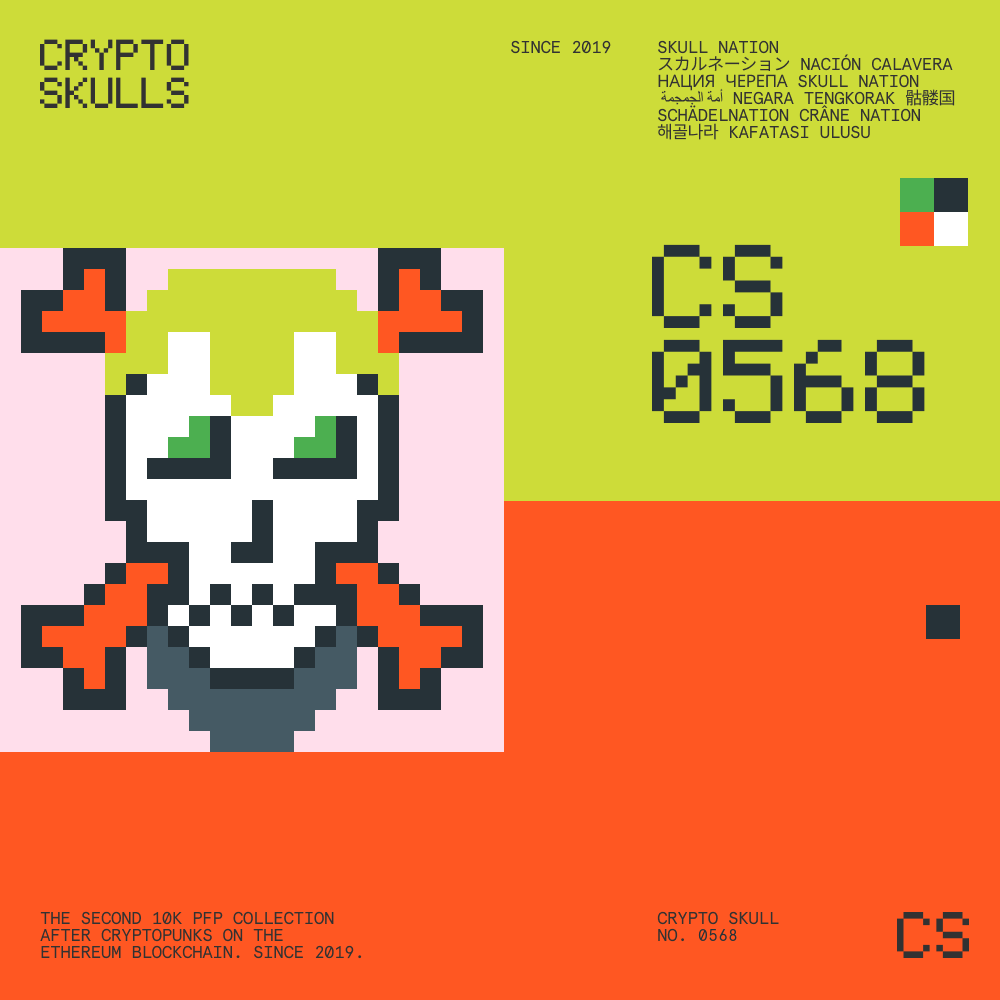 CRYPTO
SKULLS
SINCE 2019
SKULL NATION
スカルネーション NACIÓN CALAVERA
НАЦИЯ ЧЕРЕПА SKULL NATION
أمة الجمجمة NEGARA TENGKORAK 骷髅国
SCHÄDELNATION CRÂNE NATION
해골나라 KAFATASI ULUSU
CS
0568
THE SECOND 10K PFP COLLECTION
AFTER CRYPTOPUNKS ON THE
ETHEREUM BLOCKCHAIN. SINCE 2019.
CRYPTO SKULL
NO. 0568
CS